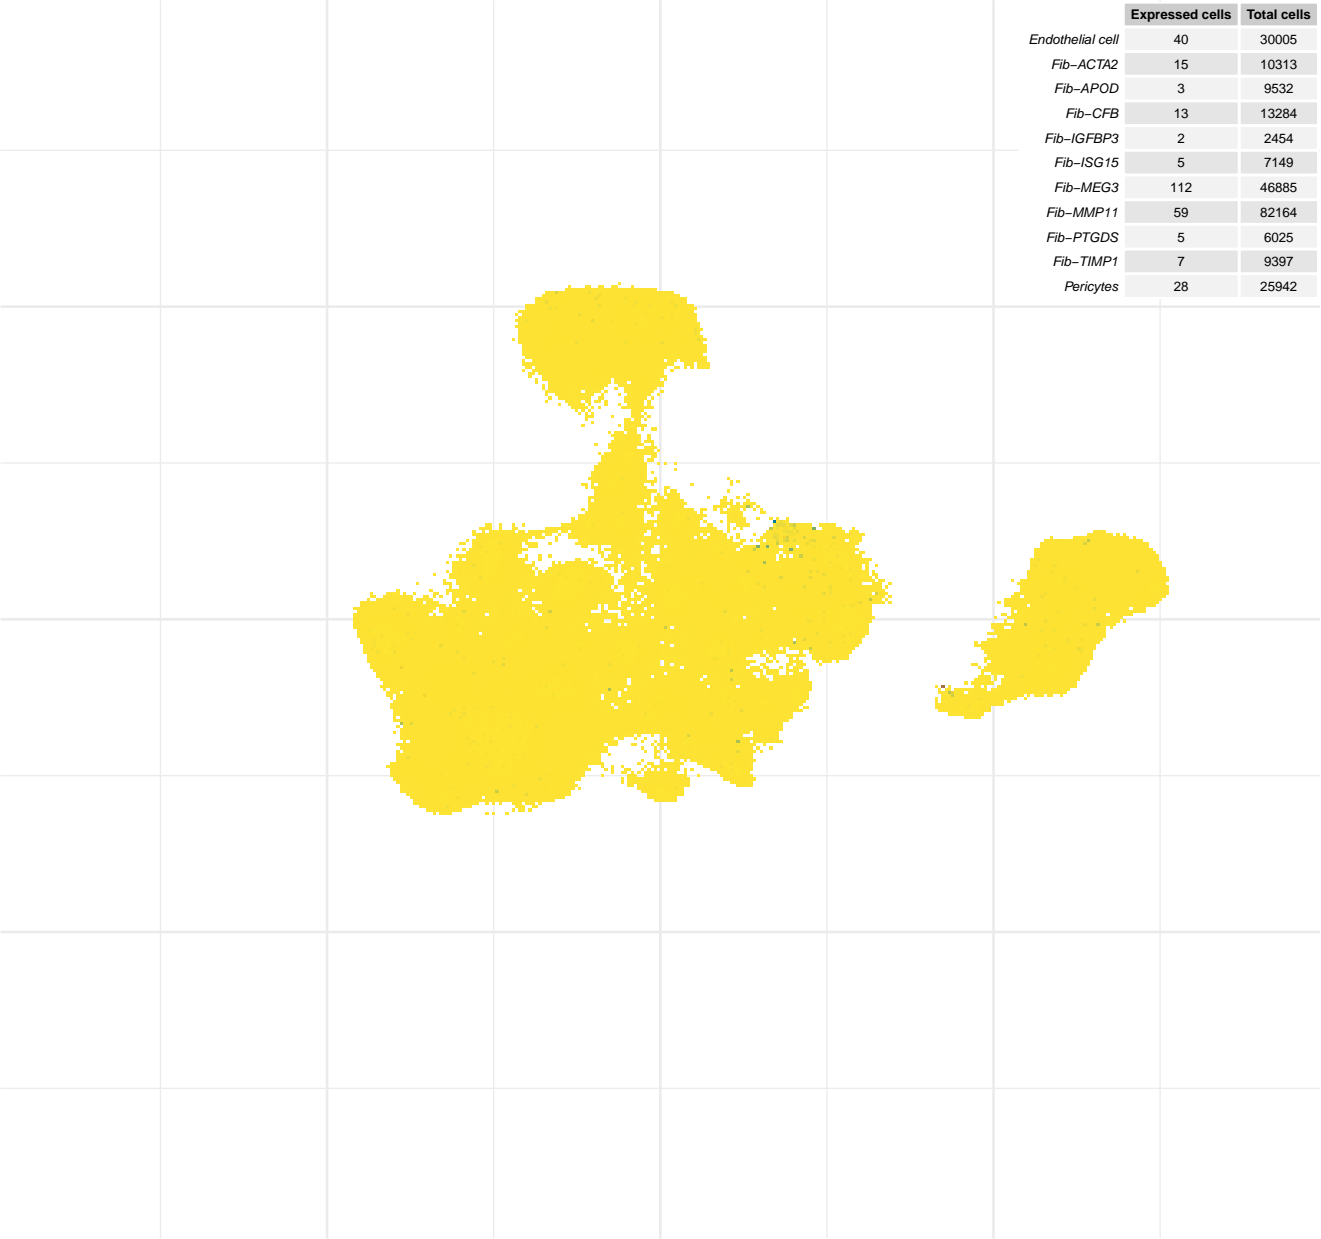 Expressed cells Total cells
Endothelial cell 40 30005
Fib−ACTA2 15 10313
Fib−APOD 3 9532
Fib−CFB 13 13284
Fib−IGFBP3 2 2454
Fib−ISG15 5 7149
Fib−MEG3 112 46885
Fib−MMP11 59 82164
Fib−PTGDS 5 6025
Fib−TIMP1 7 9397
Pericytes 28 25942